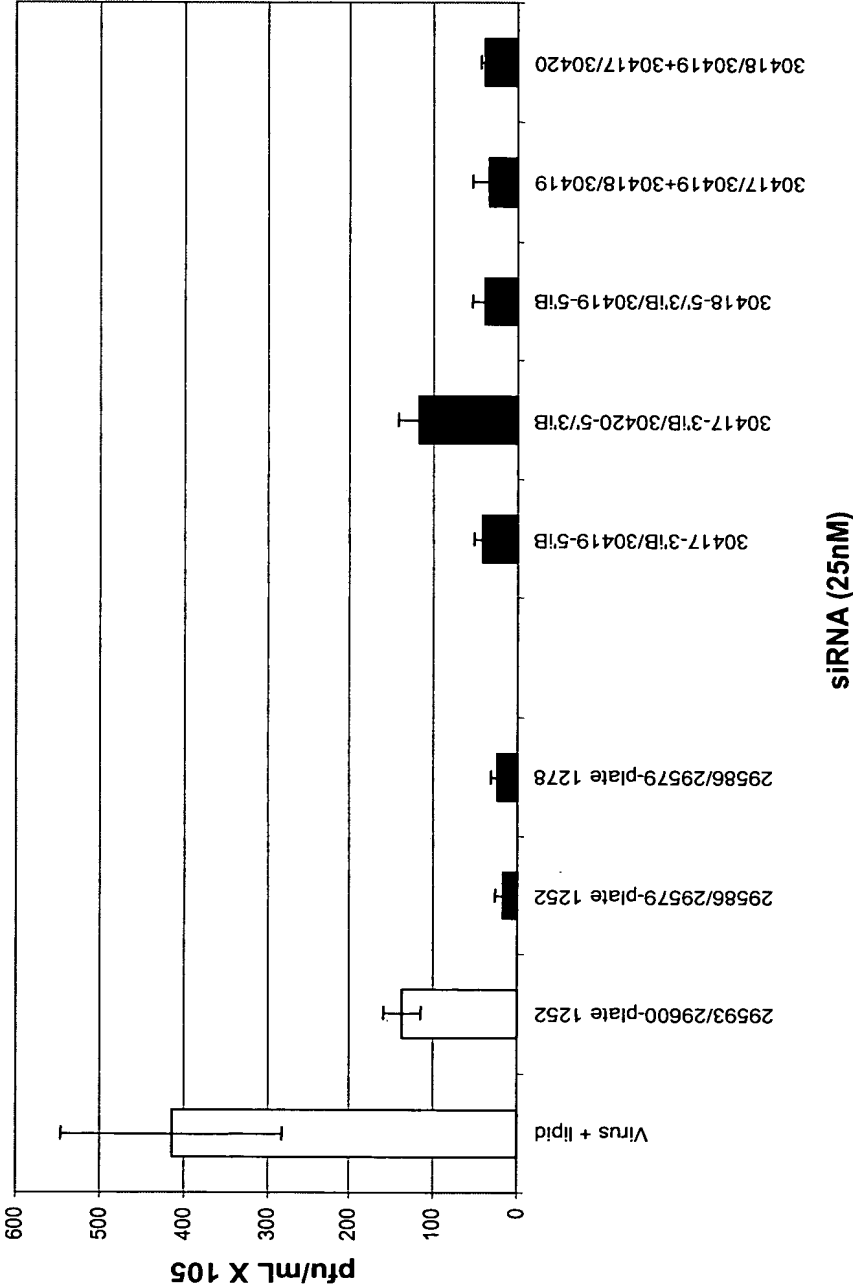 pfu/mL X 105
600
500
400
300
200
100
0
Virus + lipid
29593/29600-plate 1252
29586/29579-plate 1252
29586/29579-plate 1278
30417-3'iB/30419-5'iB
30417-3'iB/30420-5'/3'iB
30418-5'/3'iB/30419-5'iB
30417/30419+30418/30419
30418/30419+30417/30420
siRNA (25nM)